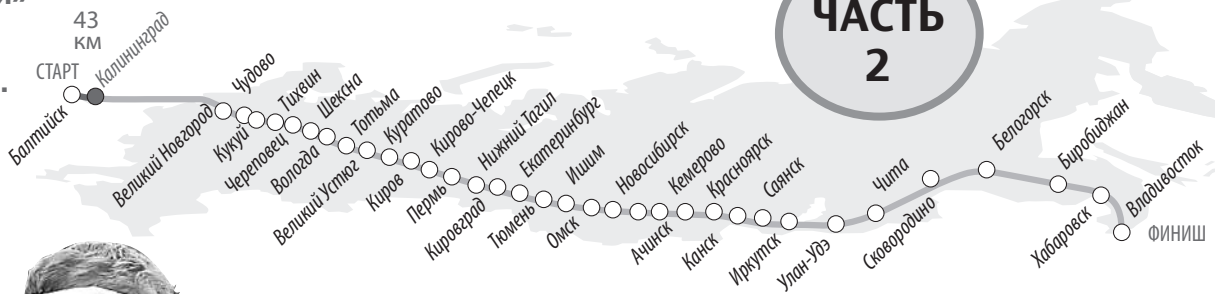 43
км
СТАРТ
Калининград
Балтийск
Великий Новгород
Чудово
Кукуй
Тихвин
Череповец
Шексна
Вологда
Тотьма
Великий Устюг
Куратово
Киров
Кирово-Чепецк
Пермь
Нижний Тагил
Кировград
Екатеринбург
Тюмень
Ишим
Омск
Новосибирск
Кемерово
Ачинск
Красноярск
Канск
Саянск
Иркутск
Улан-Удэ
Чита
Сковородино
Белогорск
Биробиджан
Хабаровск
Владивосток
ФИНИШ
ЧАСТЬ
2